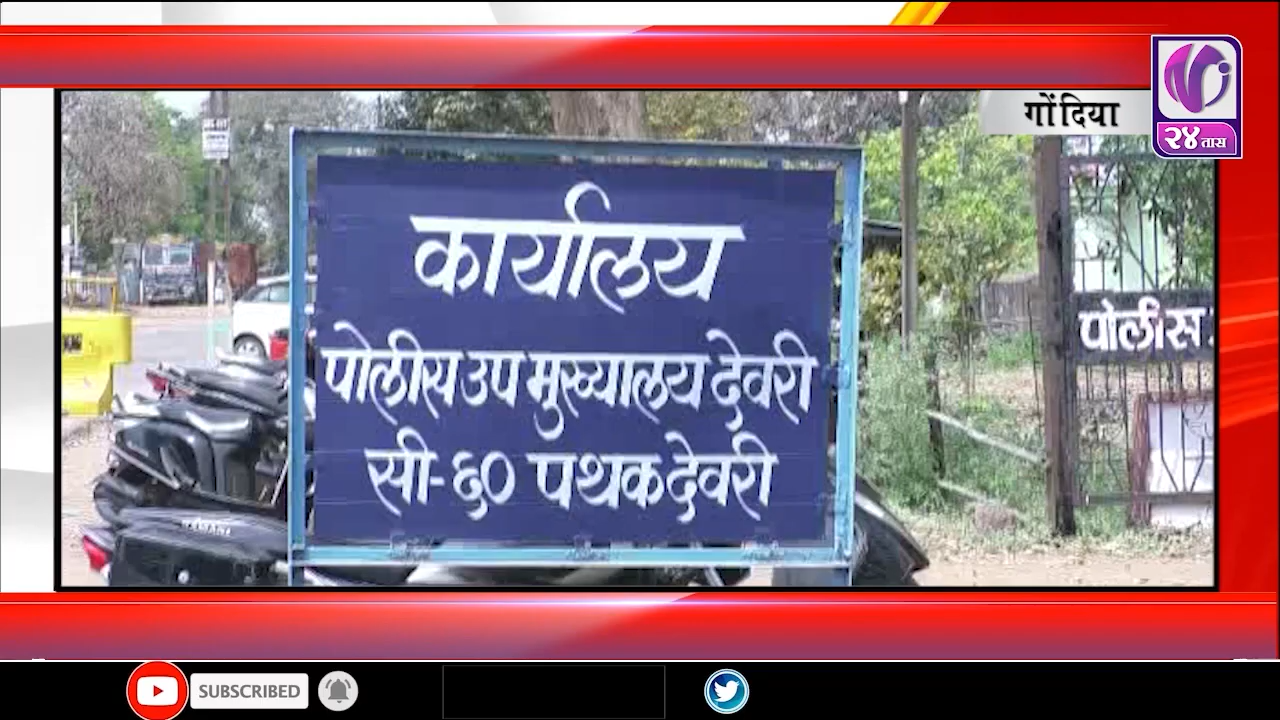 गोंदिया
२४ तास
कार्यालय
पोलीस उप मुख्यालय देवरी
सी-६० पथक देवरी
पोलीस
SUBSCRIBED